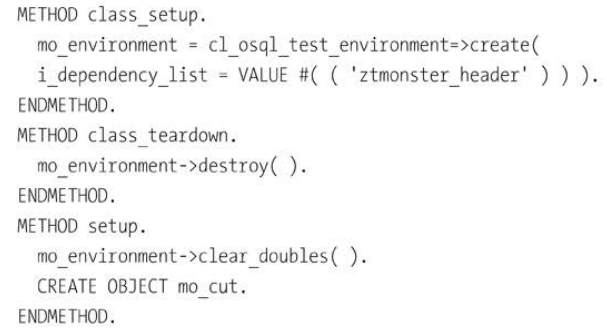 METHOD class_setup.
  mo_environment = cl_osql_test_environment=>create(
  i_dependency_list = VALUE #( ( 'ztmonster_header' ) ) ).
ENDMETHOD.
METHOD class_teardown.
  mo_environment->destroy( ).
ENDMETHOD.
METHOD setup.
  mo_environment->clear_doubles( ).
  CREATE OBJECT mo_cut.
ENDMETHOD.